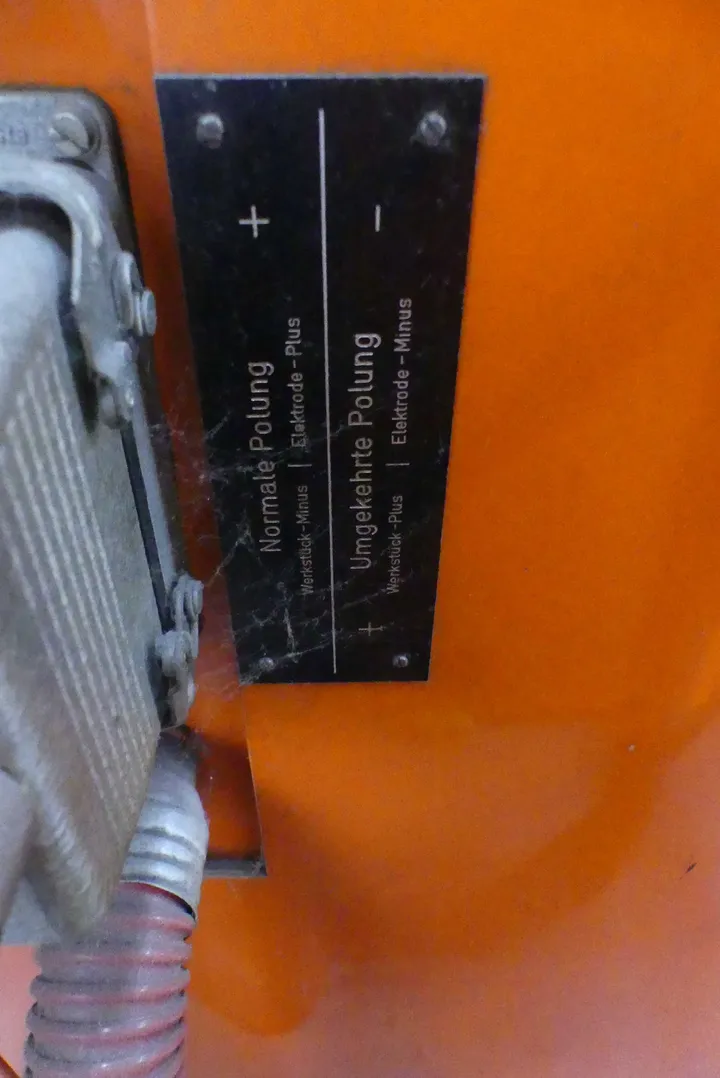 − Normale Polung +
Werkstück-Minus | Elektrode-Plus
+ Umgekehrte Polung −
Werkstück-Plus | Elektrode-Minus